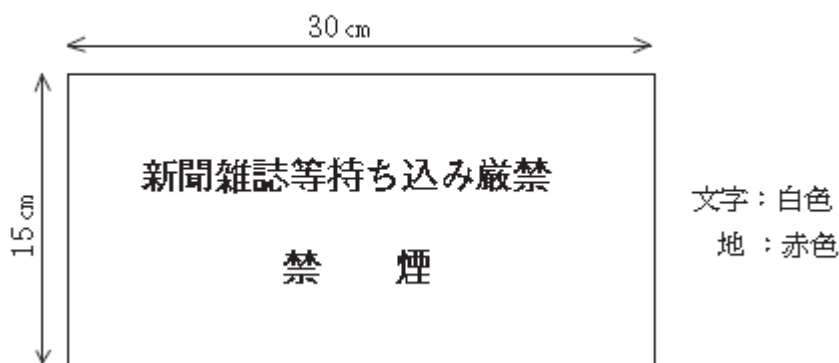 30cm
15cm
新聞雑誌等持ち込み厳禁
禁　煙
文字：白色
地：赤色